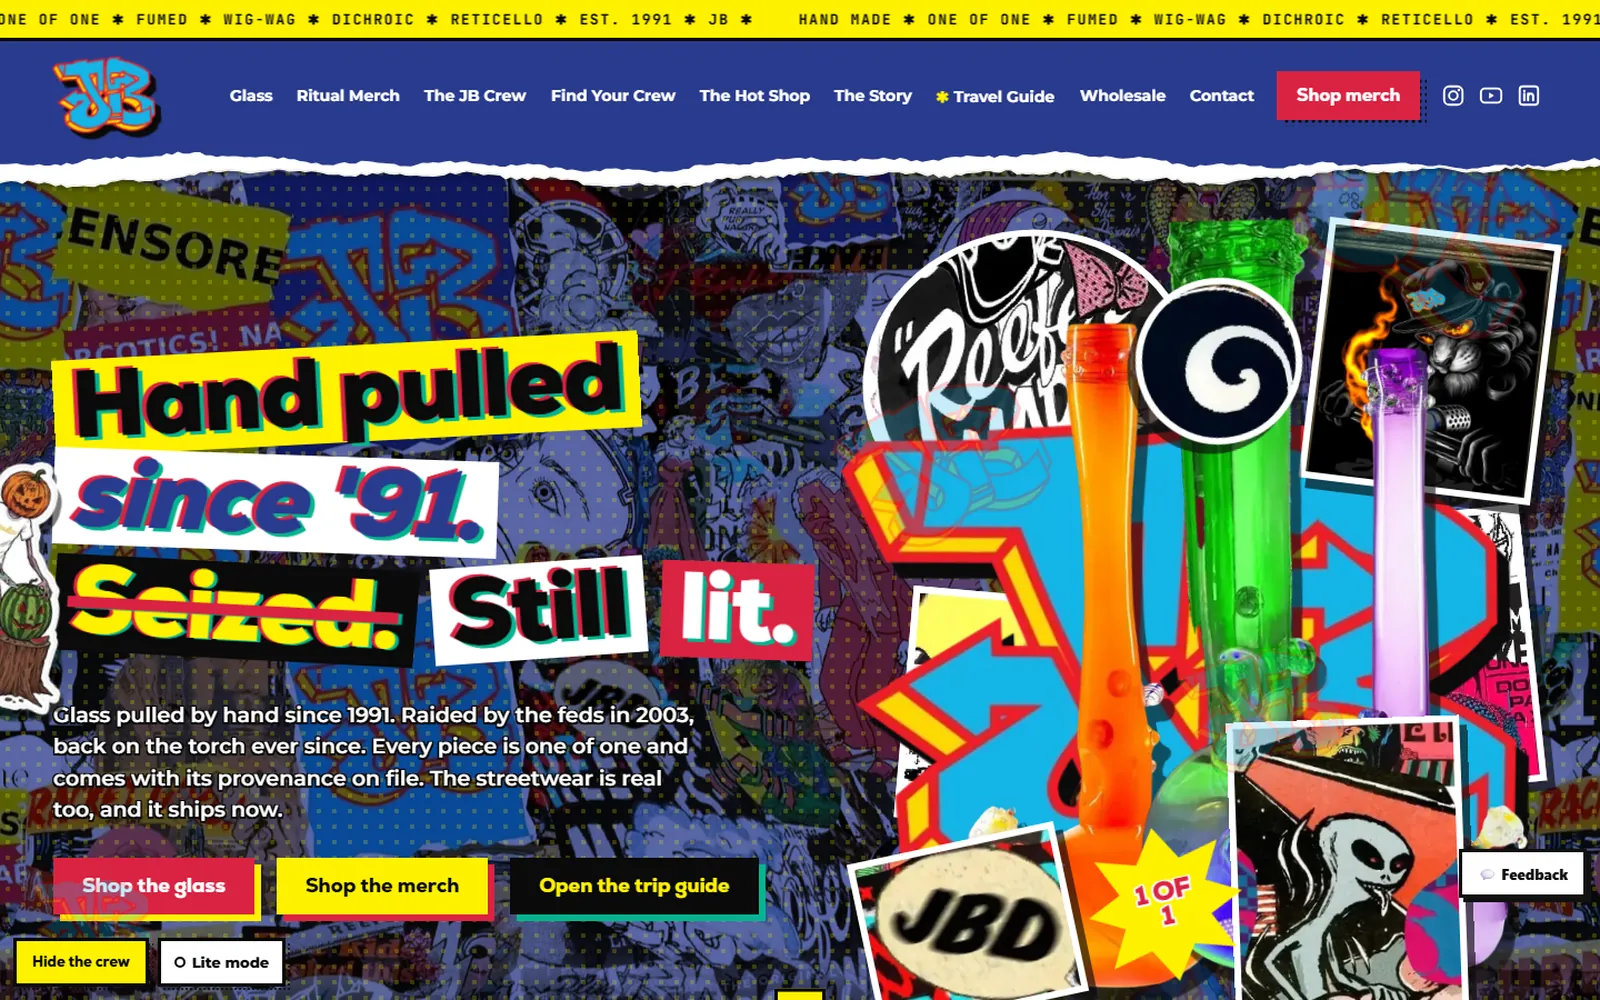 ONE OF ONE ✱ FUMED ✱ WIG-WAG ✱ DICHROIC ✱ RETICELLO ✱ EST. 1991 ✱ JB ✱ HAND MADE ✱ ONE OF ONE ✱ FUMED ✱ WIG-WAG ✱ DICHROIC ✱ RETICELLO ✱ EST. 1991
JB
Glass
Ritual Merch
The JB Crew
Find Your Crew
The Hot Shop
The Story
✱ Travel Guide
Wholesale
Contact
Shop merch
ENSORE
REALLY
Hand pulled
since '91.
Seized. Still lit.
Glass pulled by hand since 1991. Raided by the feds in 2003,
back on the torch ever since. Every piece is one of one and
comes with its provenance on file. The streetwear is real
too, and it ships now.
Shop the glass
Shop the merch
Open the trip guide
JBD
1 OF
1
Feedback
Hide the crew
Lite mode